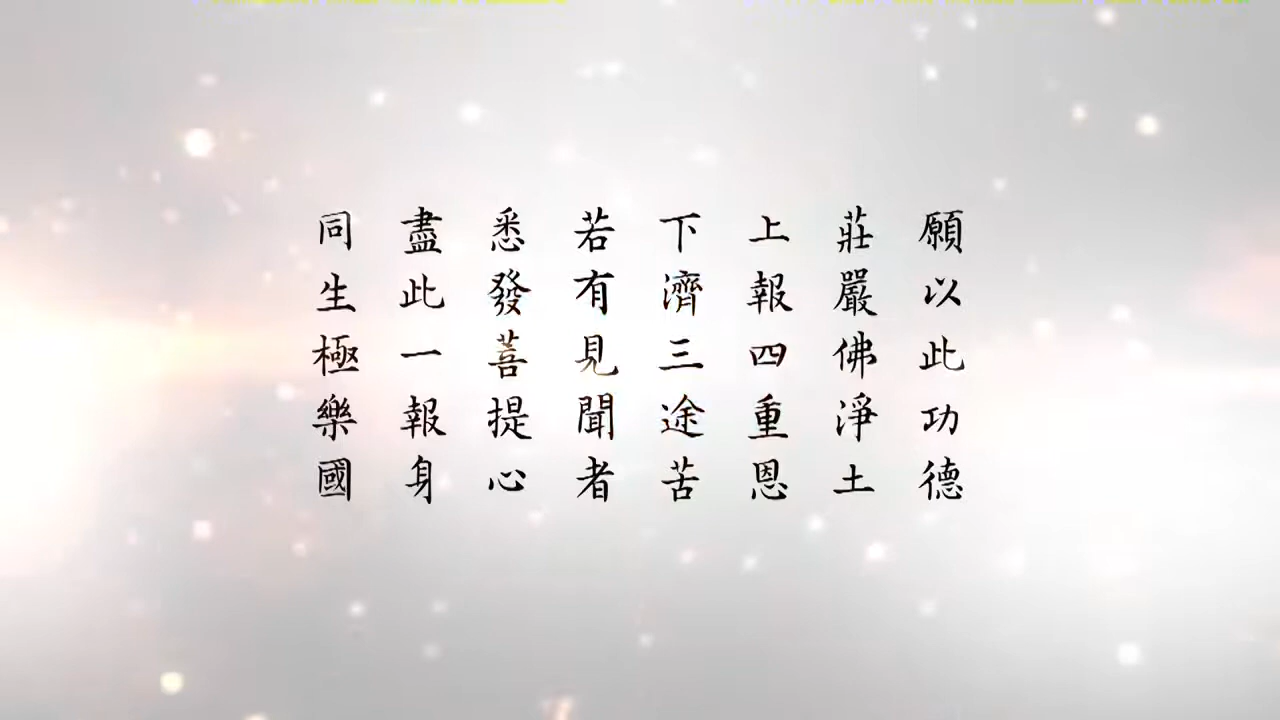 願以此功德
莊嚴佛淨土
上報四重恩
下濟三途苦
若有見聞者
悉發菩提心
盡此一報身
同生極樂國